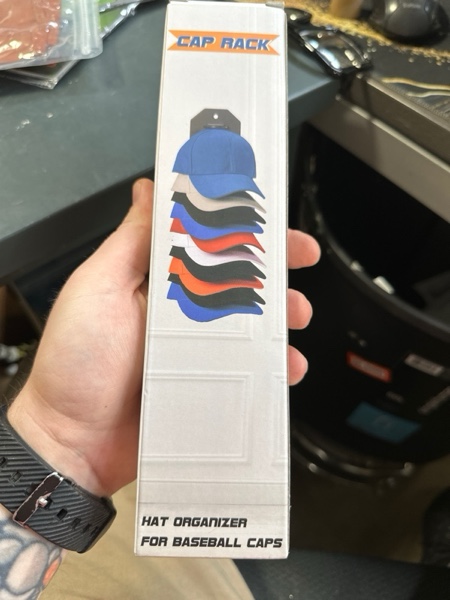 CAP RACK
HAT ORGANIZER
FOR BASEBALL CAPS